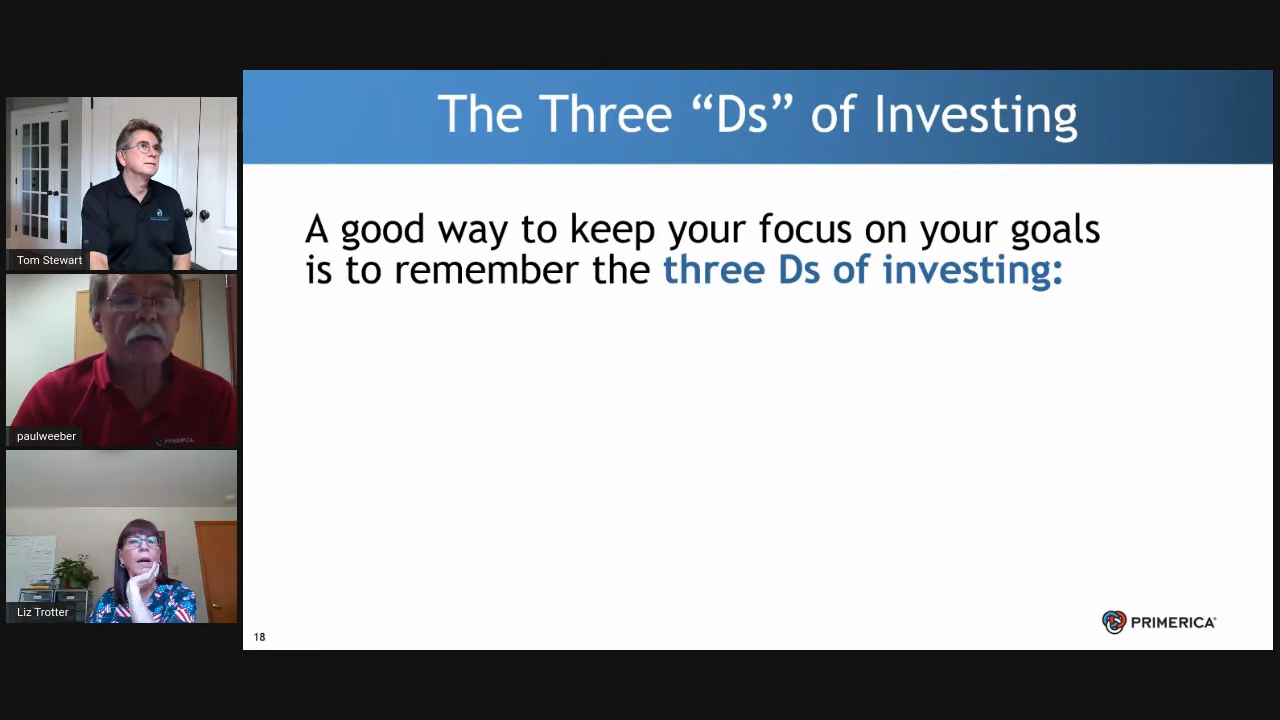 The Three “Ds” of Investing
A good way to keep your focus on your goals
is to remember the three Ds of investing:
Tom Stewart
paulweeber
PRIMERICA
Liz Trotter
18
PRIMERICA